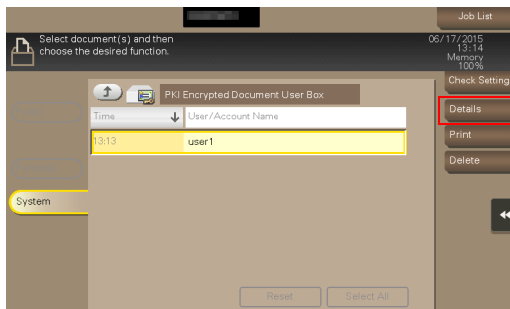 Job List
Select document(s) and then
choose the desired function.
06/17/2015
13:14
Memory
100%
Check Setting
PKI Encrypted Document User Box
Details
Time
User/Account Name
Print
13:13
user1
Delete
System
Reset
Select All